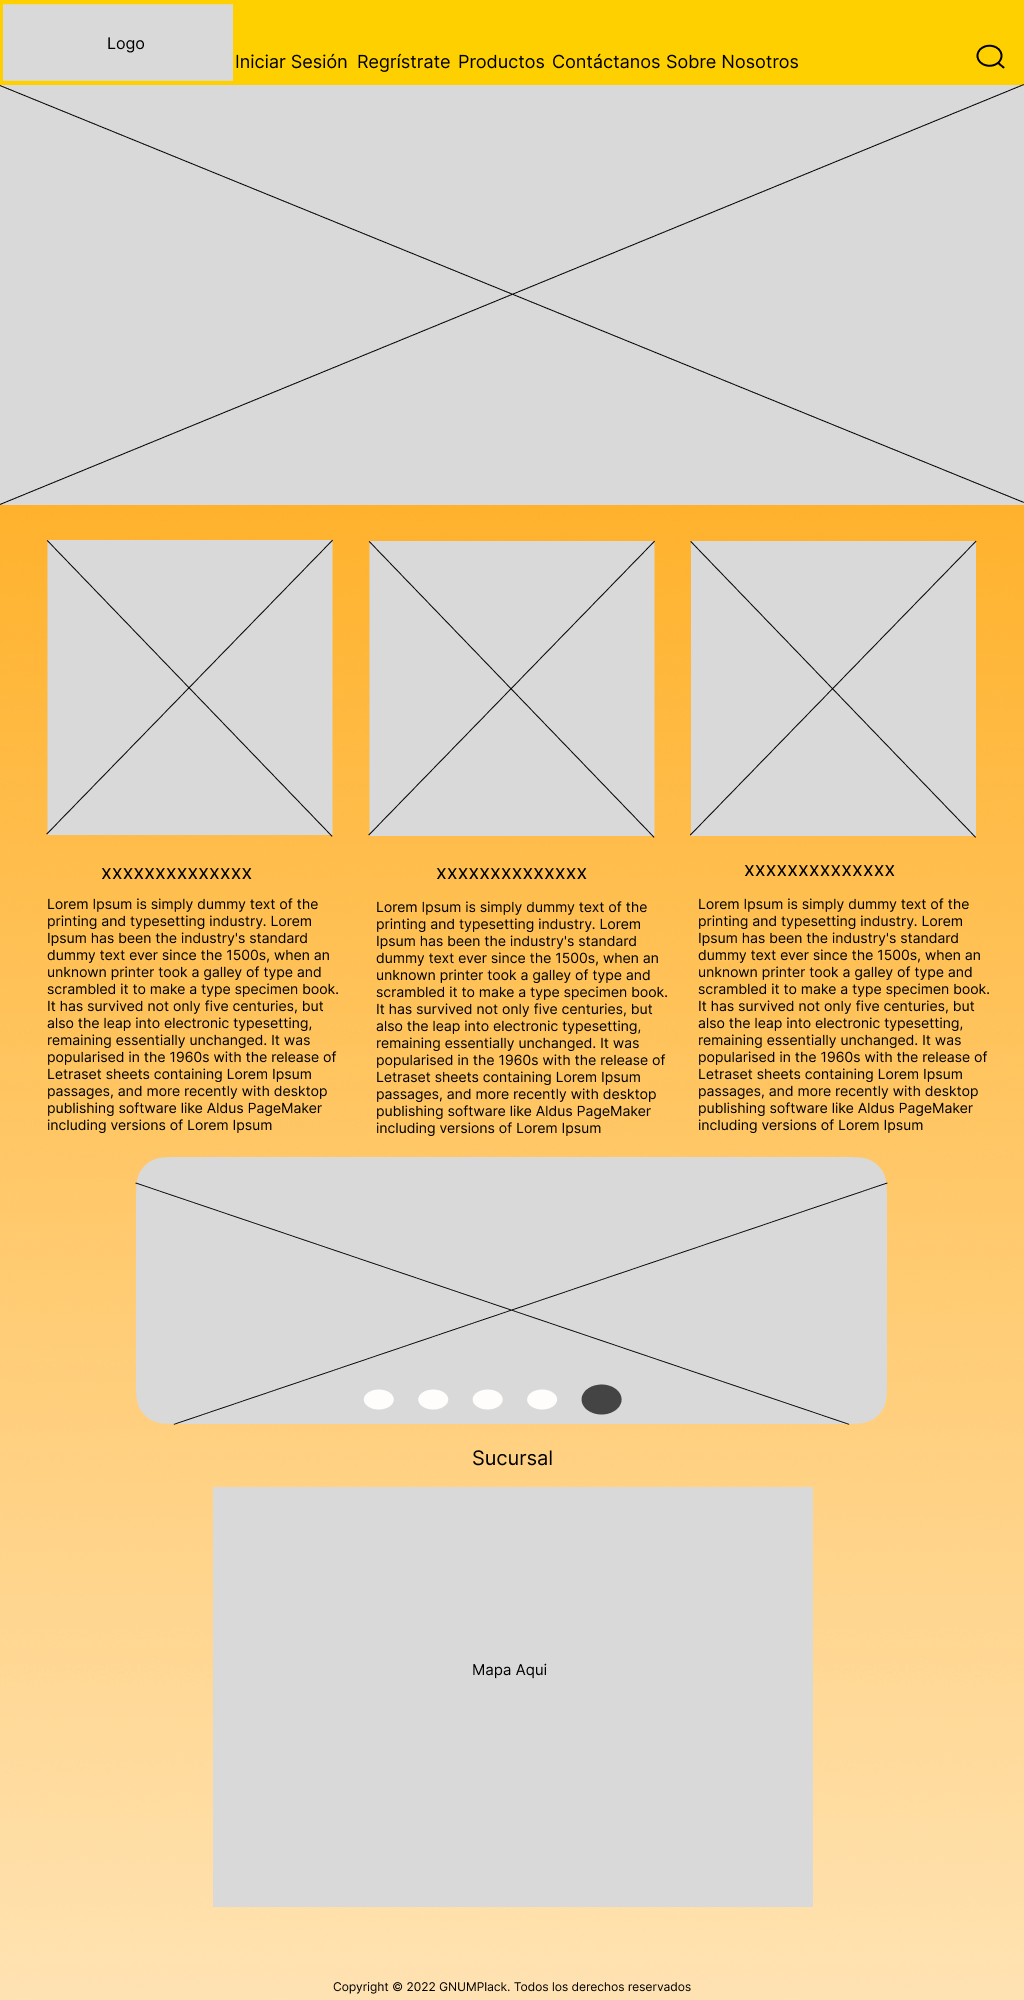 Logo
Iniciar Sesión Regrístrate Productos Contáctanos Sobre Nosotros
xxxxxxxxxxxxxx
Lorem Ipsum is simply dummy text of the
printing and typesetting industry. Lorem
Ipsum has been the industry's standard
dummy text ever since the 1500s, when an
unknown printer took a galley of type and
scrambled it to make a type specimen book.
It has survived not only five centuries, but
also the leap into electronic typesetting,
remaining essentially unchanged. It was
popularised in the 1960s with the release of
Letraset sheets containing Lorem Ipsum
passages, and more recently with desktop
publishing software like Aldus PageMaker
including versions of Lorem Ipsum
xxxxxxxxxxxxxx
Lorem Ipsum is simply dummy text of the
printing and typesetting industry. Lorem
Ipsum has been the industry's standard
dummy text ever since the 1500s, when an
unknown printer took a galley of type and
scrambled it to make a type specimen book.
It has survived not only five centuries, but
also the leap into electronic typesetting,
remaining essentially unchanged. It was
popularised in the 1960s with the release of
Letraset sheets containing Lorem Ipsum
passages, and more recently with desktop
publishing software like Aldus PageMaker
including versions of Lorem Ipsum
xxxxxxxxxxxxxx
Lorem Ipsum is simply dummy text of the
printing and typesetting industry. Lorem
Ipsum has been the industry's standard
dummy text ever since the 1500s, when an
unknown printer took a galley of type and
scrambled it to make a type specimen book.
It has survived not only five centuries, but
also the leap into electronic typesetting,
remaining essentially unchanged. It was
popularised in the 1960s with the release of
Letraset sheets containing Lorem Ipsum
passages, and more recently with desktop
publishing software like Aldus PageMaker
including versions of Lorem Ipsum
Sucursal
Mapa Aqui
Copyright © 2022 GNUMPlack. Todos los derechos reservados